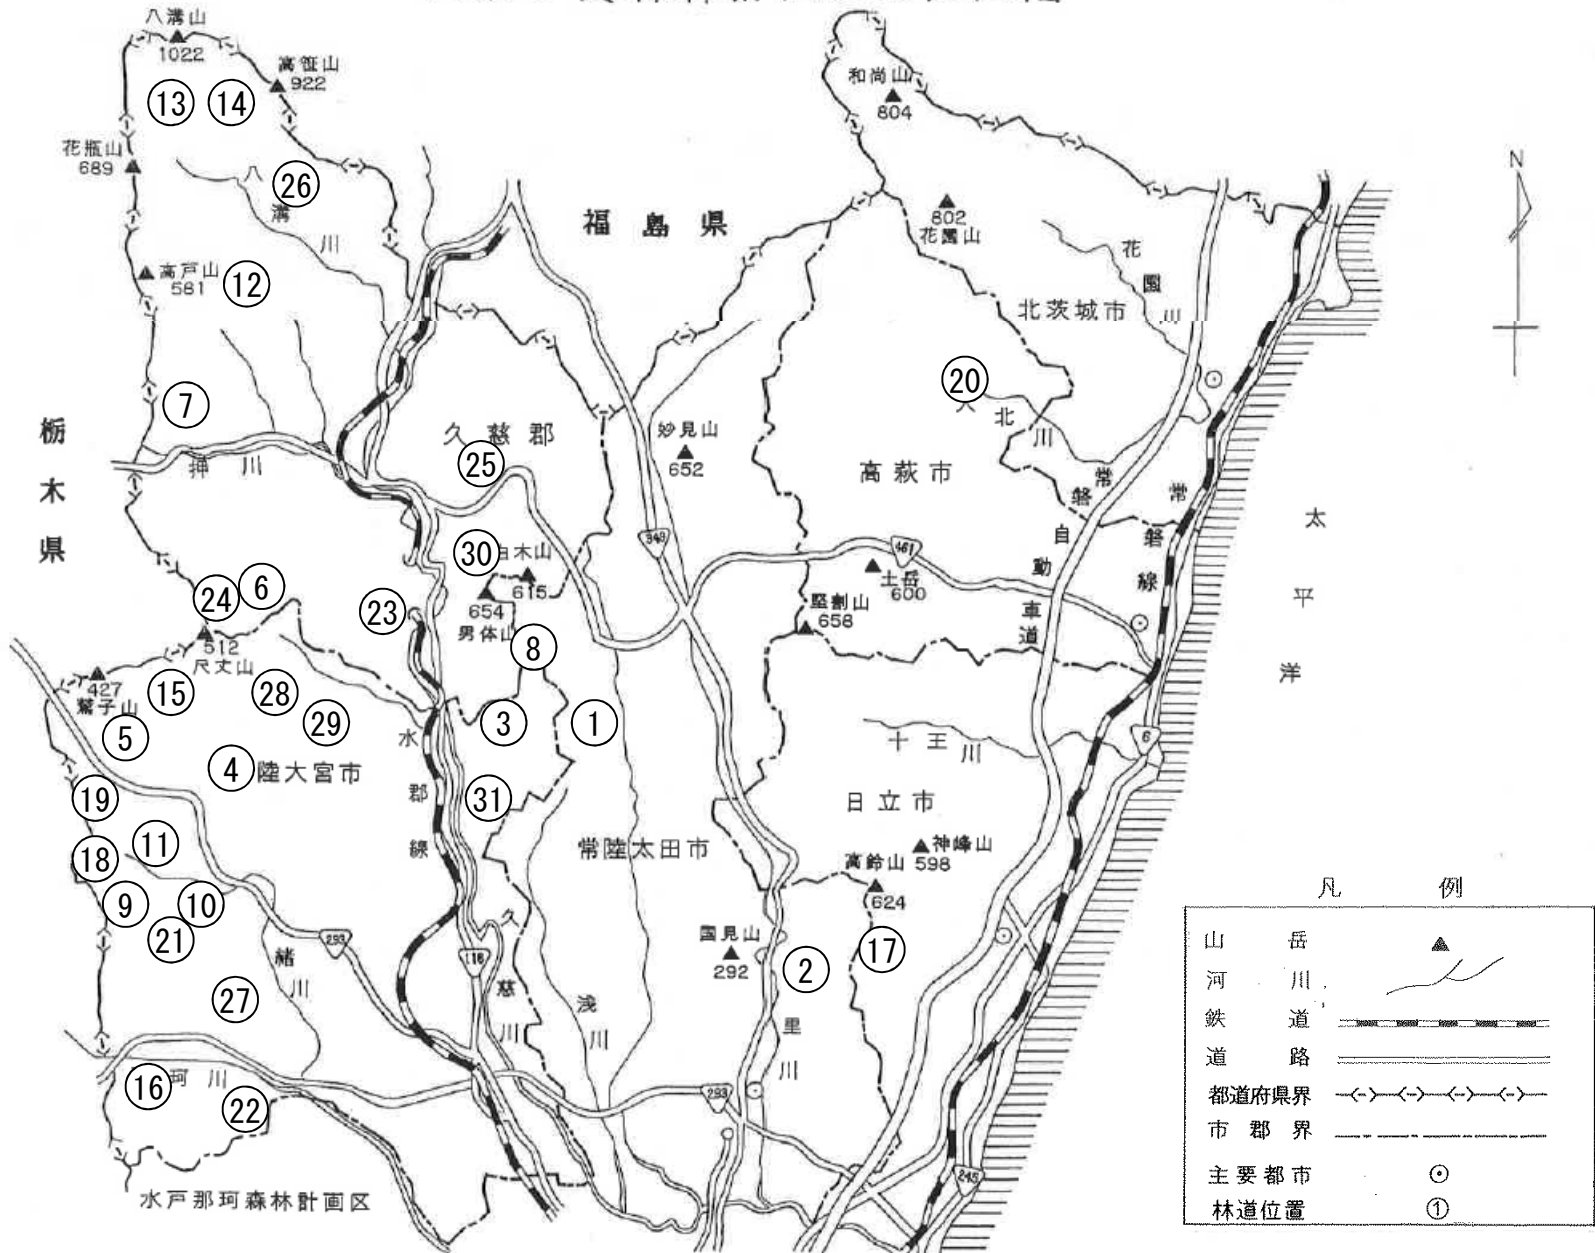 八溝山
1022
高笹山
922
和尚山
804
⑬
⑭
花瓶山
689
八溝川
㉖
福島県
802
花園山
花園川
N
高戸山
581
⑫
北茨城市
⑦
⑳
大北川
栃木県
久慈郡
㉕
妙見山
652
高萩市
押川
常磐自動車道
常磐線
太平洋
349
461
㉚
白木山
615
土岳
600
654
男体山
竪割山
658
㉔
⑥
㉓
512
尺丈山
⑧
427
鷲子山
⑮
㉘
㉙
③
①
⑤
水郡線
十王川
6
④
陸大宮市
⑲
㉛
日立市
⑪
⑱
常陸太田市
神峰山
598
高鈴山
624
⑨
⑩
㉑
293
118
久慈川
国見山
292
②
⑰
緒川
㉗
浅川
里川
⑯
珂川
㉒
293
245
水戸那珂森林計画区
凡例
山岳
河川
鉄道
道路
都道府県界
市郡界
主要都市
林道位置
①